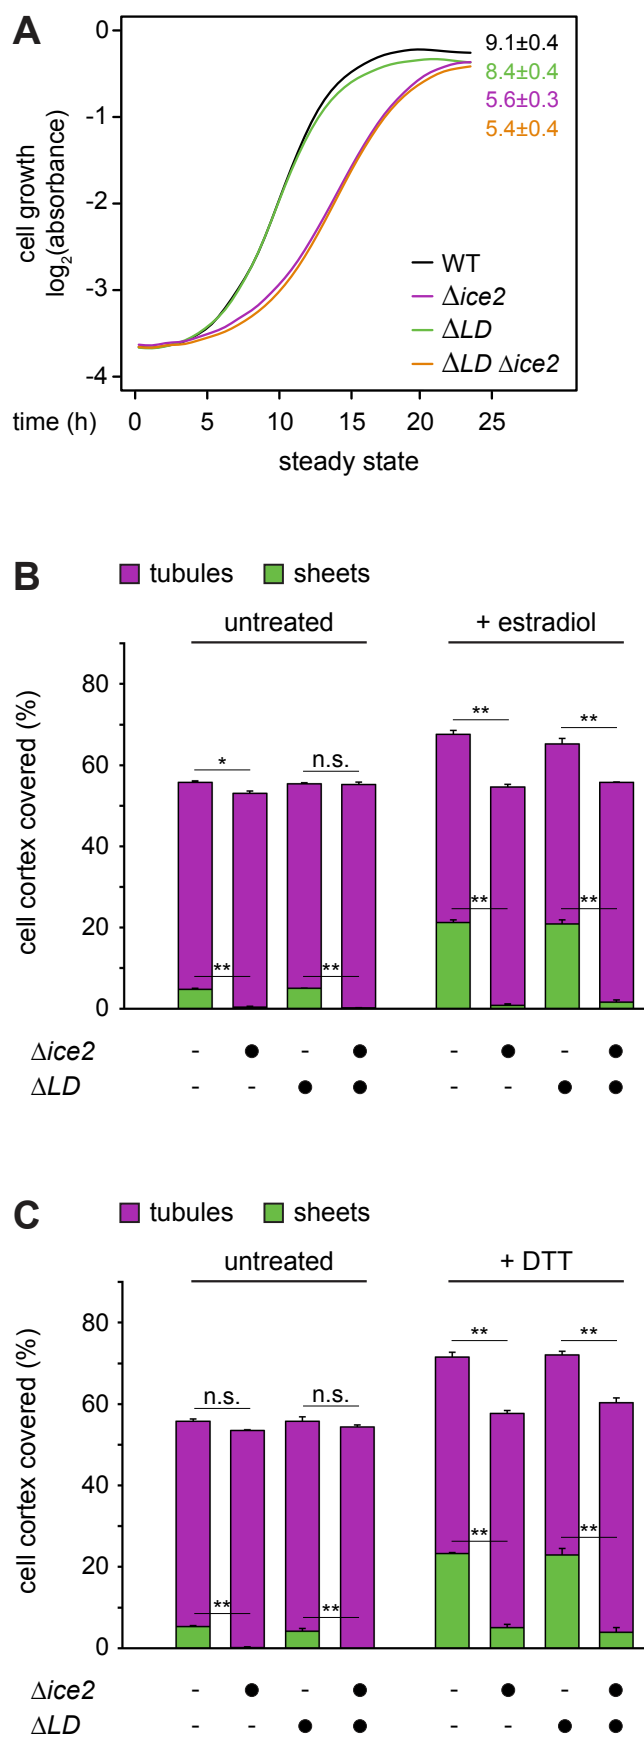 A
0
-1
-2
-3
-4
cell growth
log2(absorbance)
9.1±0.4
8.4±0.4
5.6±0.3
5.4±0.4
WT
Δice2
ΔLD
ΔLD Δice2
time (h) 0 5 10 15 20 25
steady state
B
tubules sheets
untreated + estradiol
cell cortex covered (%)
80
60
40
20
0
* n.s. ** **
** ** ** **
Δice2 - ● - ● - ● - ●
ΔLD - - ● ● - - ● ●
C
tubules sheets
untreated + DTT
cell cortex covered (%)
80
60
40
20
0
n.s. n.s. ** **
** ** ** **
Δice2 - ● - ● - ● - ●
ΔLD - - ● ● - - ● ●